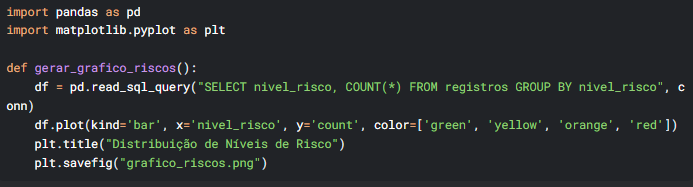 import pandas as pd
import matplotlib.pyplot as plt
def gerar_grafico_riscos():
df = pd.read_sql_query("SELECT nivel_risco, COUNT(*) FROM registros GROUP BY nivel_risco", c
onn)
df.plot(kind='bar', x='nivel_risco', y='count', color=['green', 'yellow', 'orange', 'red'])
plt.title("Distribuição de Níveis de Risco")
plt.savefig("grafico_riscos.png")